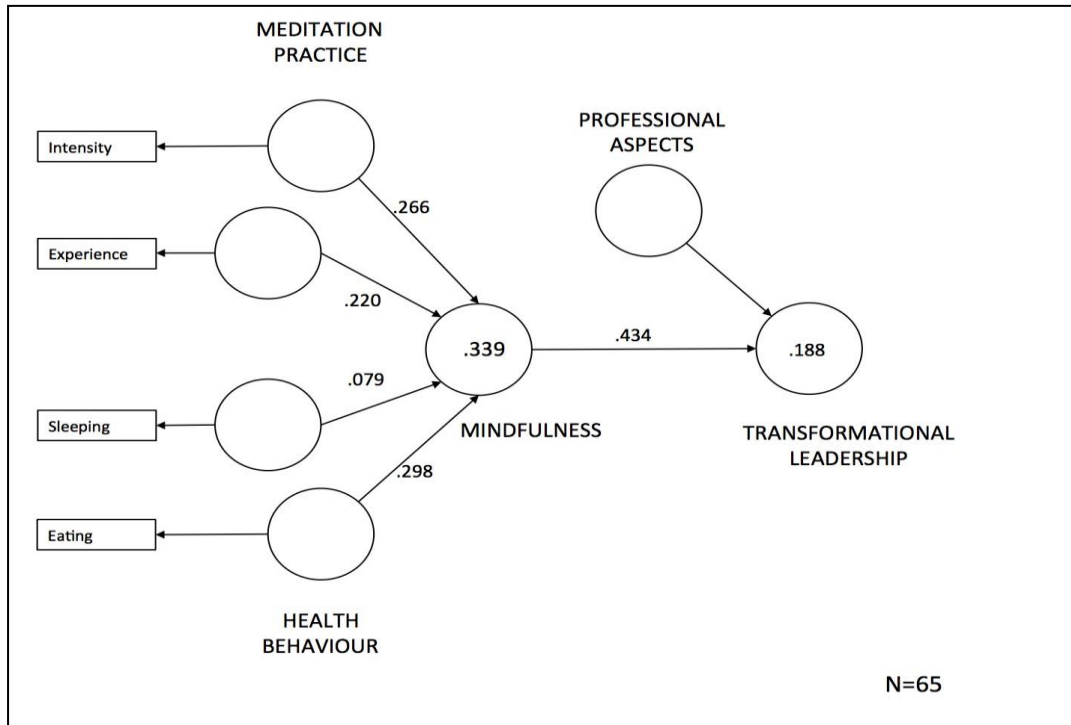 MEDITATION
PRACTICE
PROFESSIONAL
ASPECTS
Intensity
.266
Experience
.220
.339
.434
.188
.079
Sleeping
MINDFULNESS
TRANSFORMATIONAL
LEADERSHIP
.298
Eating
HEALTH
BEHAVIOUR
N=65